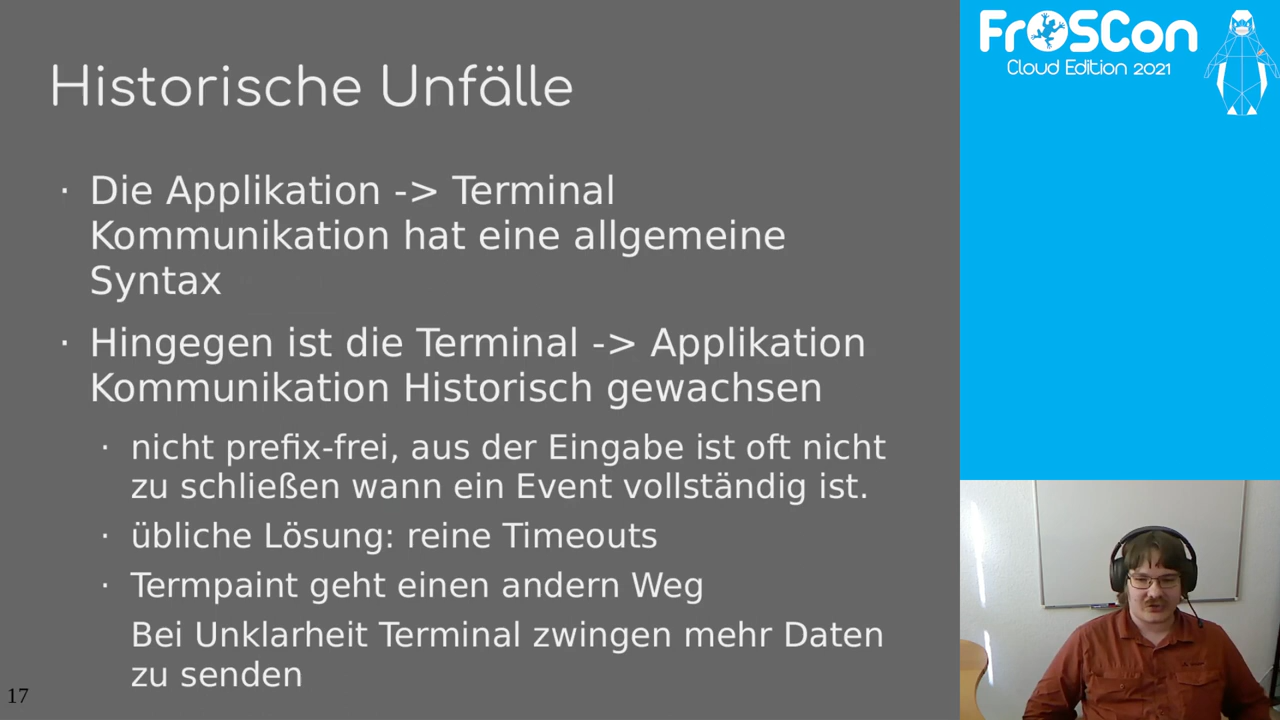 Historische Unfälle
· Die Applikation -> Terminal
Kommunikation hat eine allgemeine
Syntax
· Hingegen ist die Terminal -> Applikation
Kommunikation Historisch gewachsen
· nicht prefix-frei, aus der Eingabe ist oft nicht
zu schließen wann ein Event vollständig ist.
· übliche Lösung: reine Timeouts
· Termpaint geht einen andern Weg
Bei Unklarheit Terminal zwingen mehr Daten
zu senden
17
FrOSCon
Cloud Edition 2021